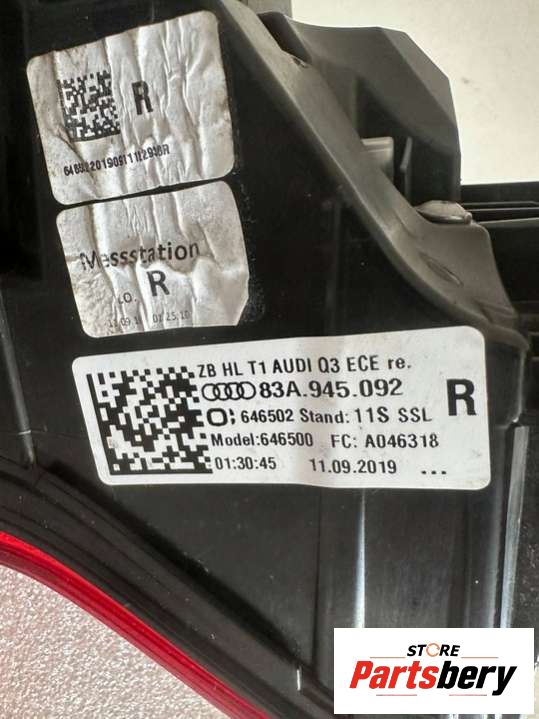 R
Messstation
R
ZB HL T1 AUDI Q3 ECE re.
83A.945.092
R
646502 Stand: 11S SSL
Model:646500 FC: A046318
01:30:45 11.09.2019 ...
STORE
Partsbery